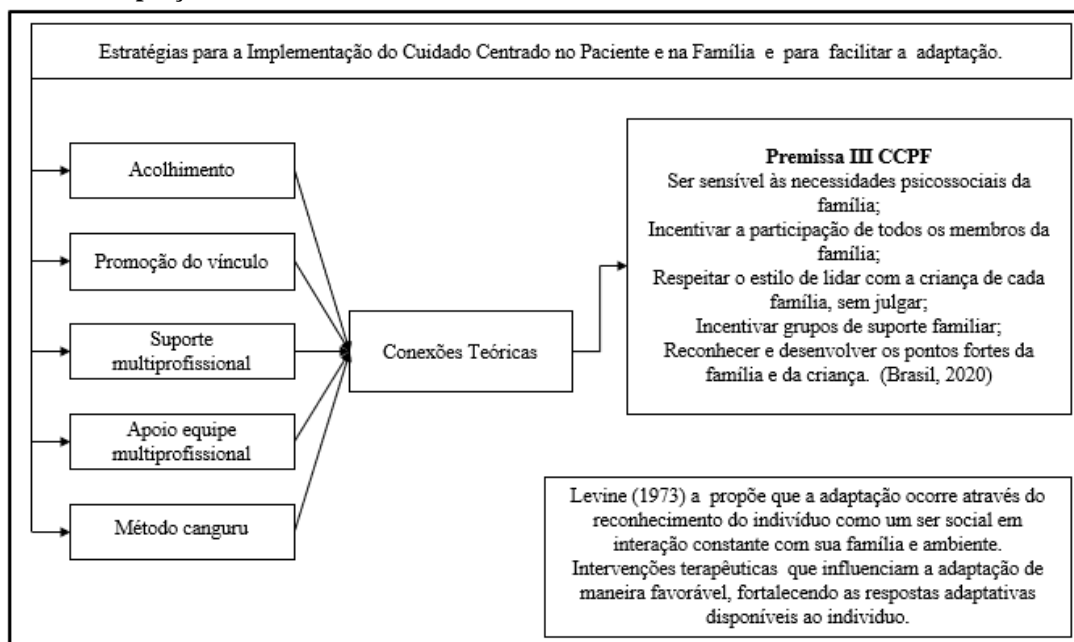 Estratégias para a Implementação do Cuidado Centrado no Paciente e na Família e para facilitar a adaptação.
Acolhimento
Promoção do vínculo
Suporte
multiprofissional
Apoio equipe
multiprofissional
Método canguru
Conexões Teóricas
Premissa III CCPF
Ser sensível às necessidades psicossociais da
família;
Incentivar a participação de todos os membros da
família;
Respeitar o estilo de lidar com a criança de cada
família, sem julgar;
Incentivar grupos de suporte familiar;
Reconhecer e desenvolver os pontos fortes da
família e da criança. (Brasil, 2020)
Levine (1973) a propõe que a adaptação ocorre através do
reconhecimento do indivíduo como um ser social em
interação constante com sua família e ambiente.
Intervenções terapêuticas que influenciam a adaptação de
maneira favorável, fortalecendo as respostas adaptativas
disponíveis ao individuo.